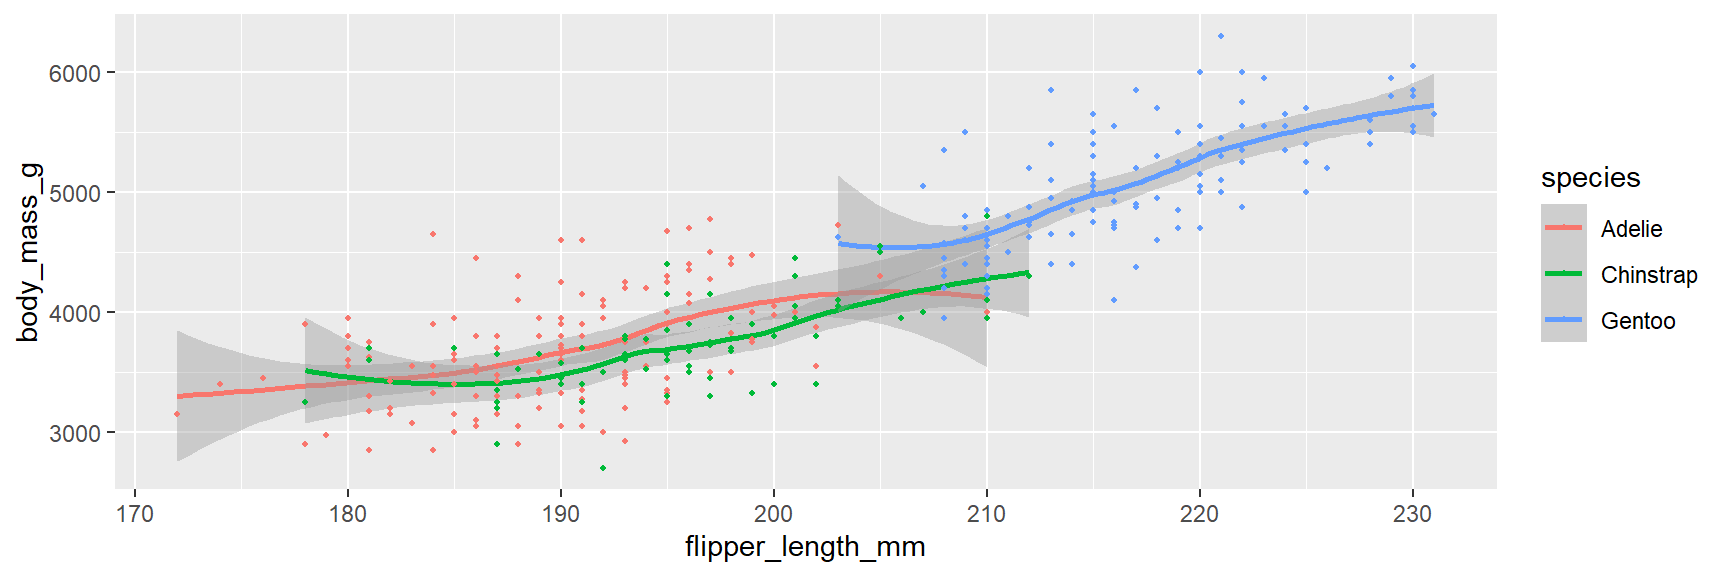 6000
5000
4000
3000
body_mass_g
170 180 190 200 210 220 230
flipper_length_mm
species
Adelie
Chinstrap
Gentoo